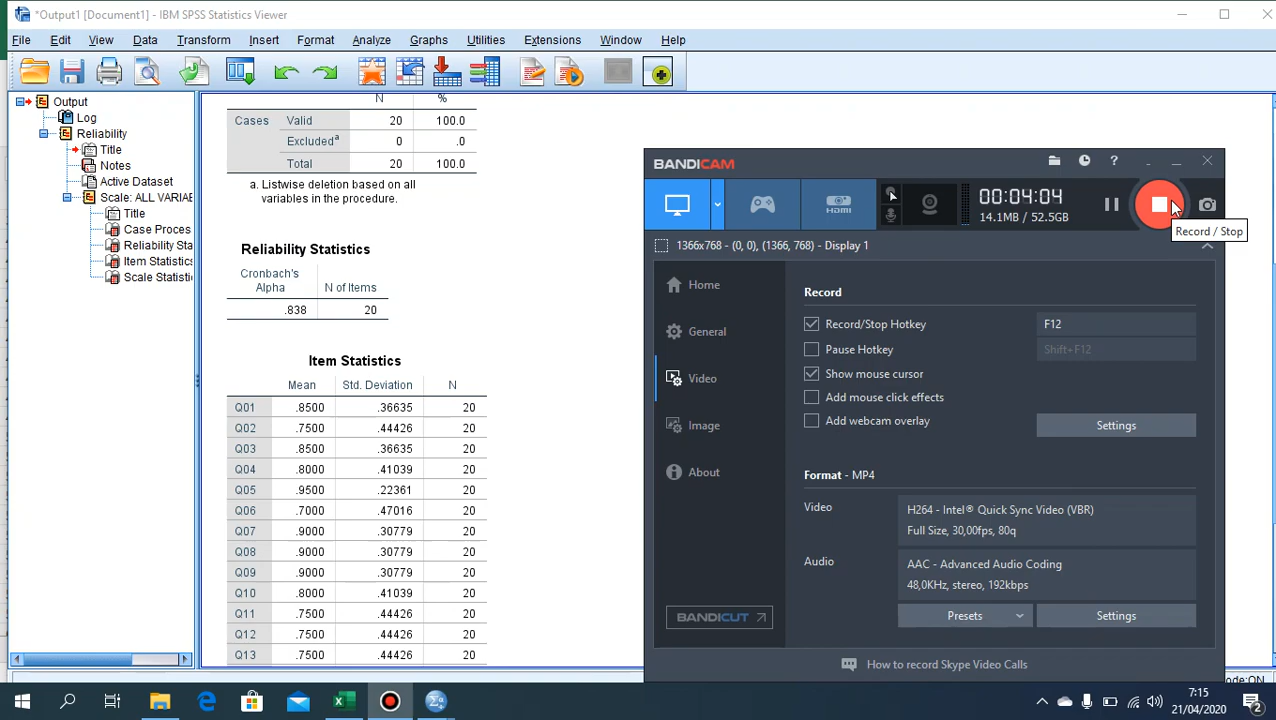 *Output1 [Document1] - IBM SPSS Statistics Viewer
File Edit View Data Transform Insert Format Analyze Graphs Utilities Extensions Window Help
Output
Log
Reliability
Title
Notes
Active Dataset
Scale: ALL VARIA
Title
Case Proces
Reliability Sta
Item Statistics
Scale Statisti
N %
Cases Valid 20 100.0
Excludeda 0 .0
Total 20 100.0
a. Listwise deletion based on all
variables in the procedure.
Reliability Statistics
Cronbach's
Alpha N of Items
.838 20
Item Statistics
Mean Std. Deviation N
Q01 .8500 .36635 20
Q02 .7500 .44426 20
Q03 .8500 .36635 20
Q04 .8000 .41039 20
Q05 .9500 .22361 20
Q06 .7000 .47016 20
Q07 .9000 .30779 20
Q08 .9000 .30779 20
Q09 .9000 .30779 20
Q10 .8000 .41039 20
Q11 .7500 .44426 20
Q12 .7500 .44426 20
Q13 .7500 .44426 20
BANDICAM
HDMI
00:04:04
14.1MB / 52.5GB
Record / Stop
1366x768 - (0, 0), (1366, 768) - Display 1
Home
General
Video
Image
About
BANDICUT
Record
Record/Stop Hotkey F12
Pause Hotkey Shift+F12
Show mouse cursor
Add mouse click effects
Add webcam overlay
Settings
Format - MP4
Video H264 - Intel® Quick Sync Video (VBR)
Full Size, 30,00fps, 80q
Audio AAC - Advanced Audio Coding
48,0KHz, stereo, 192kbps
Presets Settings
How to record Skype Video Calls
ode:ON
7:15
21/04/2020
2